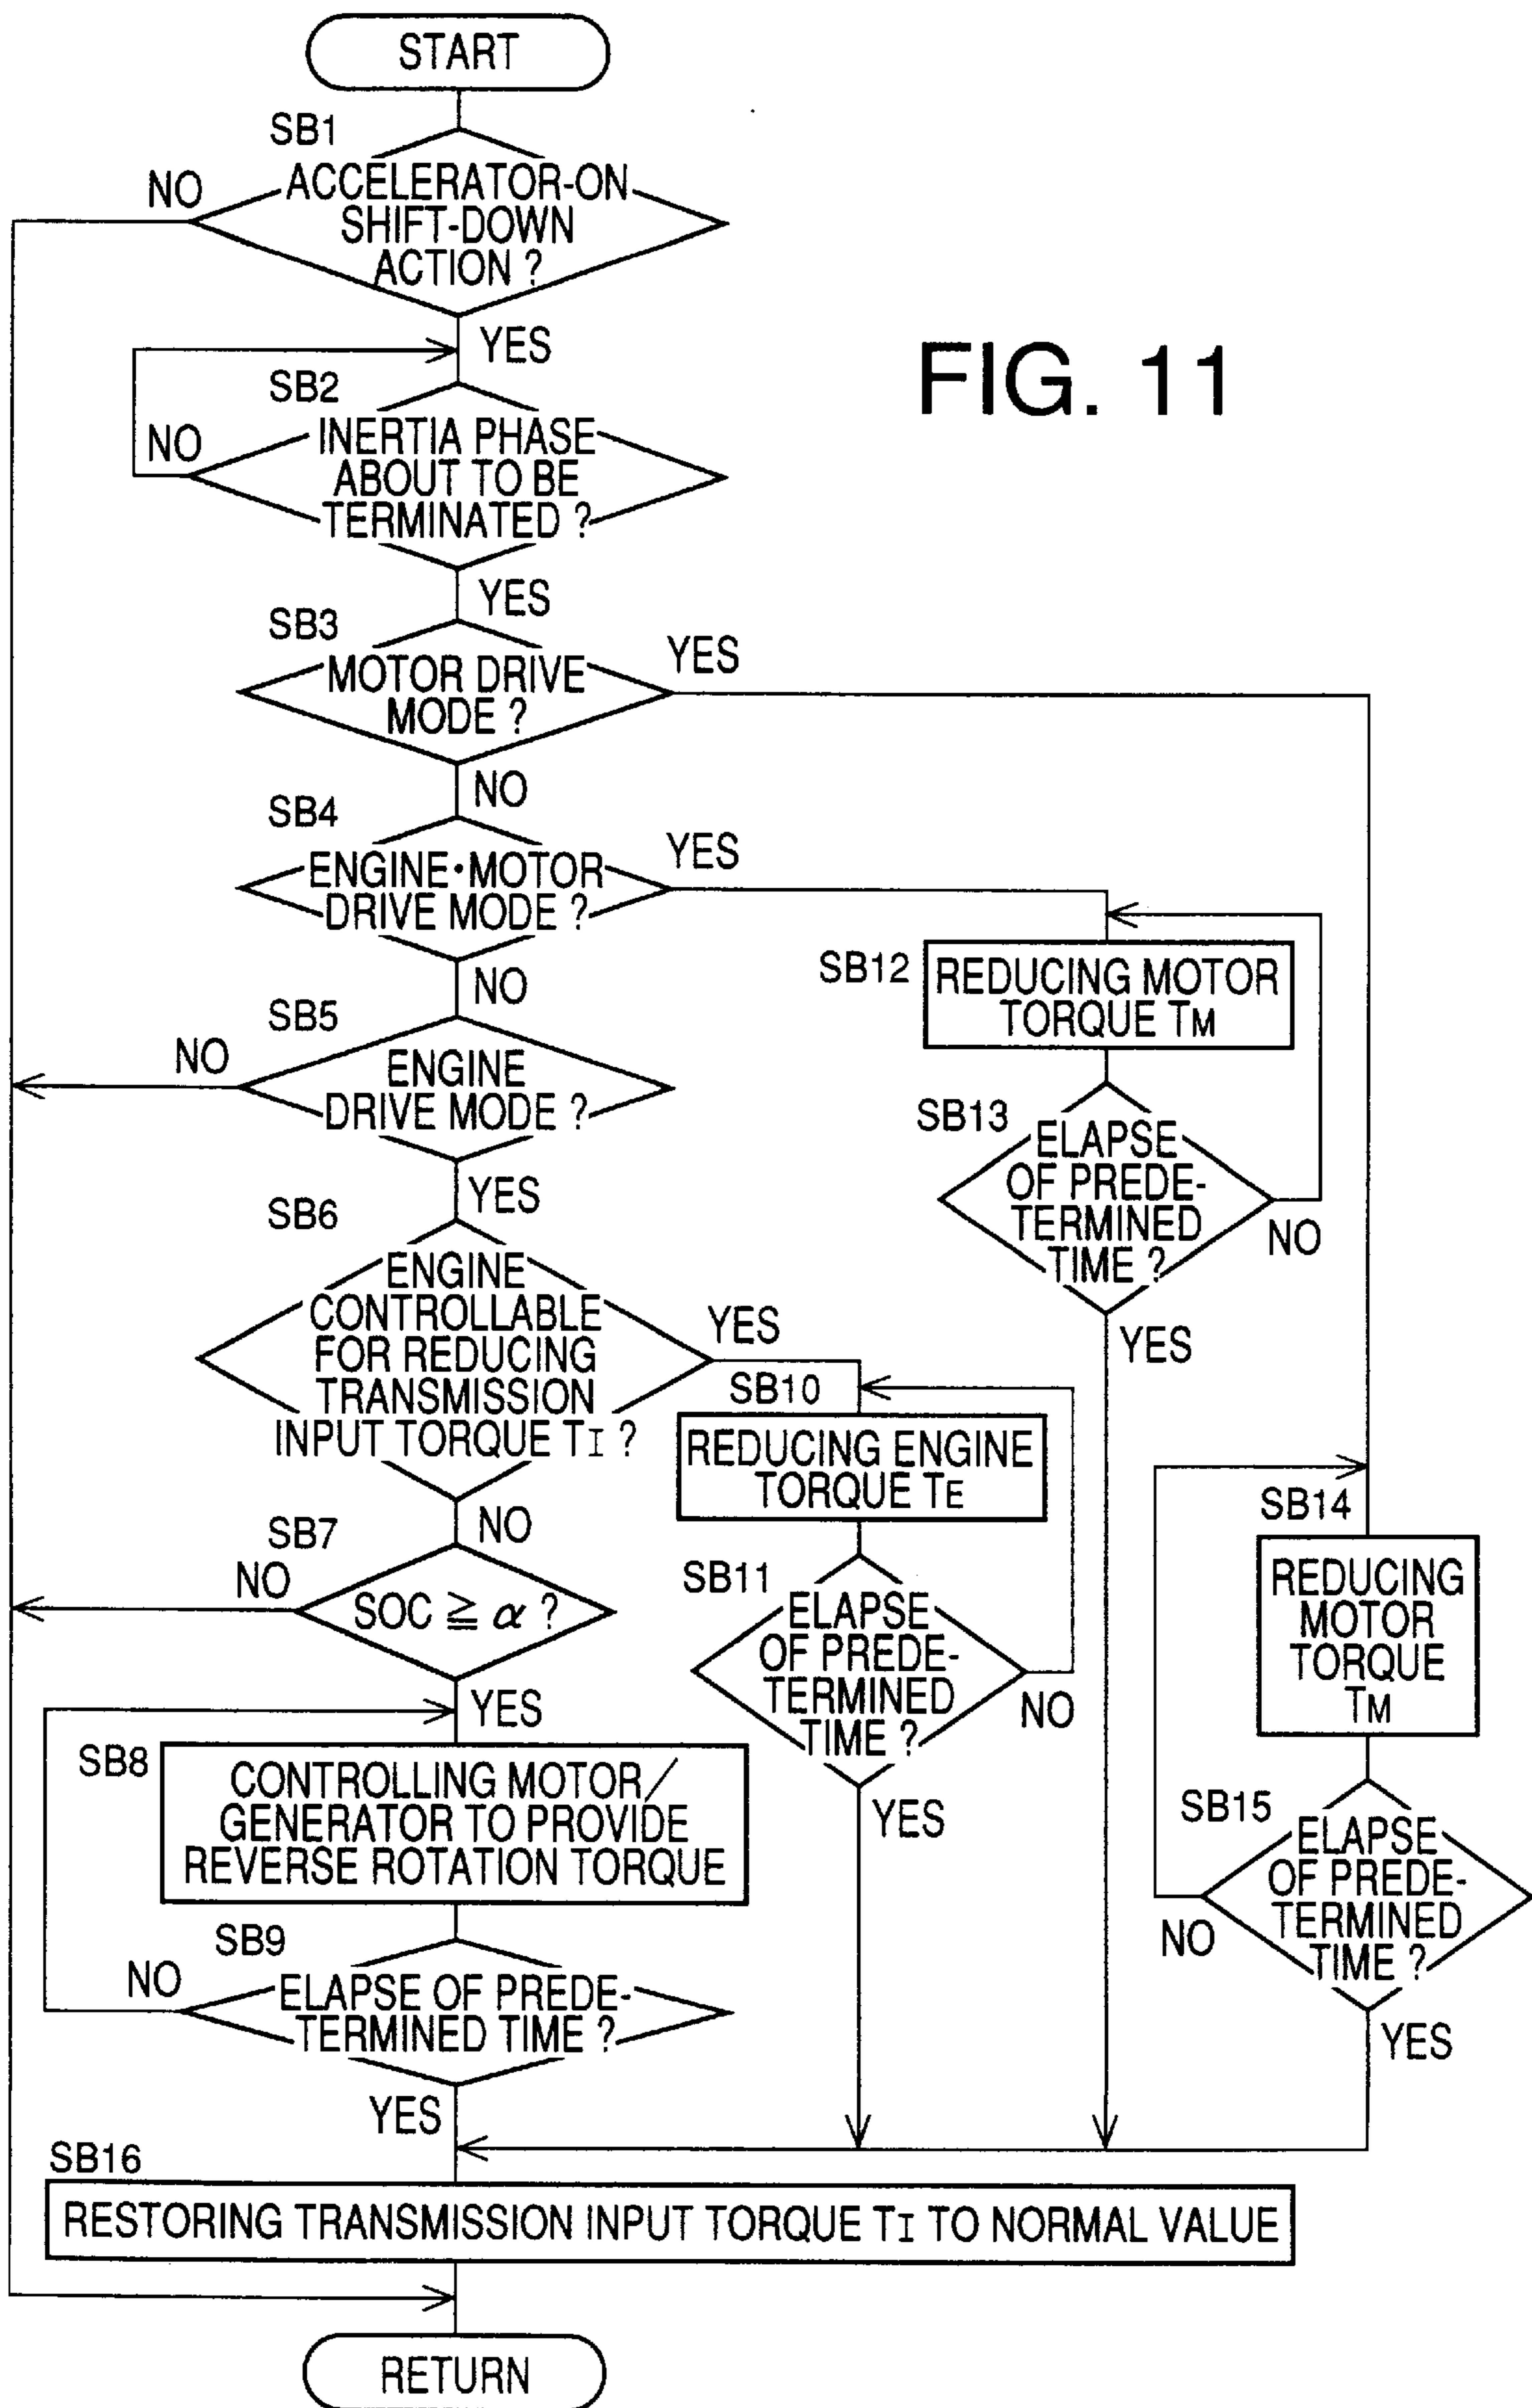 START
SB1
NO
ACCELERATOR-ON
SHIFT-DOWN
ACTION ?
YES
FIG. 11
SB2
NO
INERTIA PHASE
ABOUT TO BE
TERMINATED ?
YES
SB3
MOTOR DRIVE
MODE ?
YES
NO
SB4
ENGINE•MOTOR
DRIVE MODE ?
YES
NO
SB12
REDUCING MOTOR
TORQUE TM
SB5
NO
ENGINE
DRIVE MODE ?
YES
SB13
ELAPSE
OF PREDE-
TERMINED
TIME ?
NO
YES
SB6
ENGINE
CONTROLLABLE
FOR REDUCING
TRANSMISSION
INPUT TORQUE TI ?
YES
NO
SB10
REDUCING ENGINE
TORQUE TE
SB11
ELAPSE
OF PREDE-
TERMINED
TIME ?
NO
YES
SB14
REDUCING
MOTOR
TORQUE
TM
SB15
ELAPSE
OF PREDE-
TERMINED
TIME ?
NO
YES
SB7
NO
SOC ≧ α ?
YES
SB8
CONTROLLING MOTOR/
GENERATOR TO PROVIDE
REVERSE ROTATION TORQUE
SB9
NO
ELAPSE OF PREDE-
TERMINED TIME ?
YES
SB16
RESTORING TRANSMISSION INPUT TORQUE TI TO NORMAL VALUE
RETURN